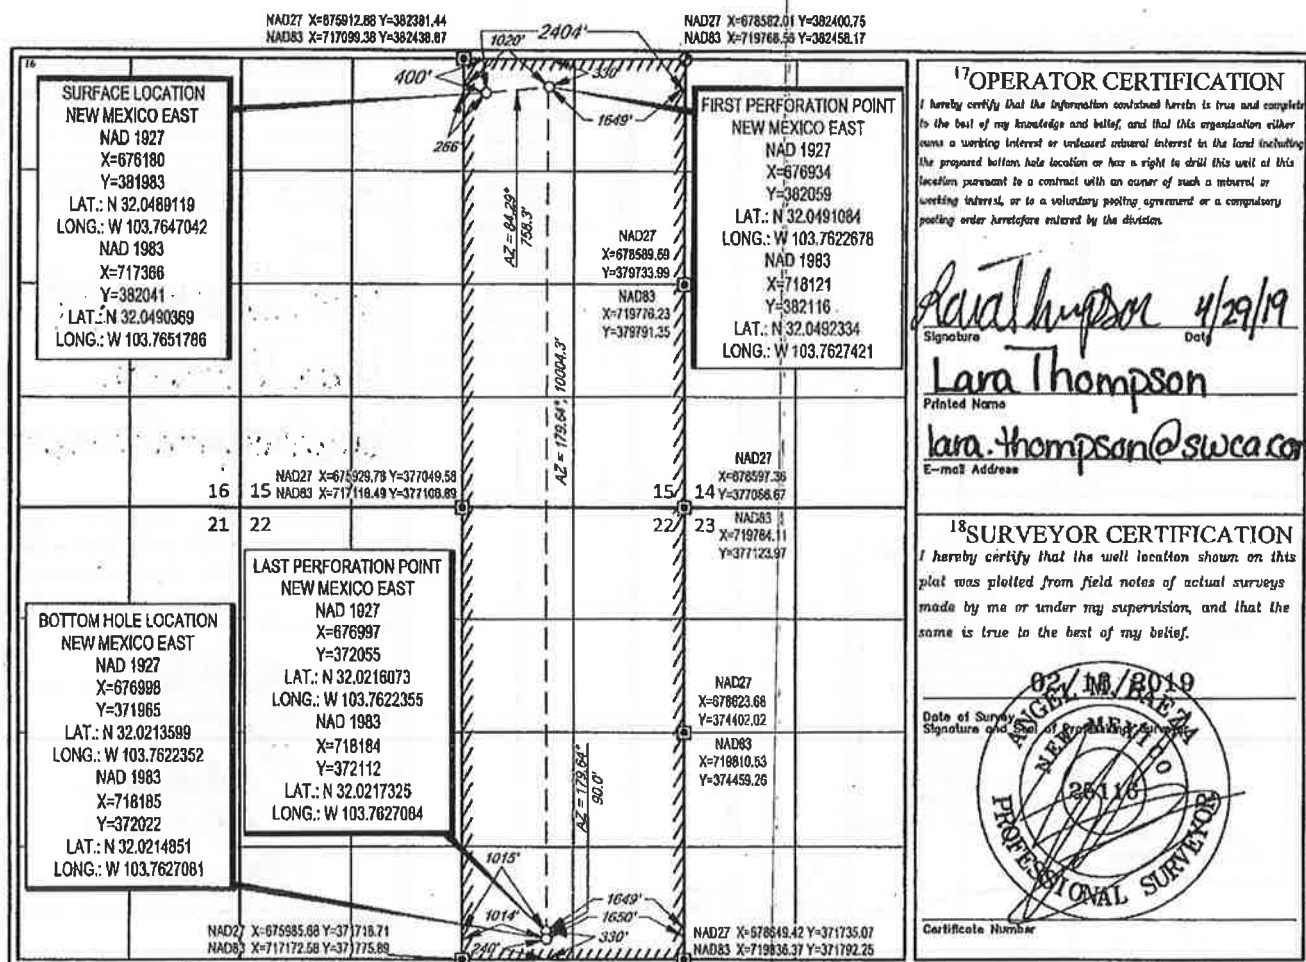 NAD27 X=675912.88 Y=382381.44
NAD83 X=717099.38 Y=382438.87
1020'
2404'
NAD27 X=678582.01 Y=382400.75
NAD83 X=719768.56 Y=382458.17
16
400'
330'
1649'
266'
SURFACE LOCATION
NEW MEXICO EAST
NAD 1927
X=676180
Y=381983
LAT.: N 32.0489119
LONG.: W 103.7647042
NAD 1983
X=717366
Y=382041
LAT.: N 32.0490369
LONG.: W 103.7651786
AZ = 84.29°
758.3'
FIRST PERFORATION POINT
NEW MEXICO EAST
NAD 1927
X=676934
Y=382059
LAT.: N 32.0491084
LONG.: W 103.7622678
NAD 1983
X=718121
Y=382116
LAT.: N 32.0492334
LONG.: W 103.7627421
NAD27
X=678589.59
Y=379733.99
NAD83
X=719776.23
Y=379791.35
AZ = 179.64°, 10004.3'
NAD27 X=675929.78 Y=377049.58
NAD83 X=717116.49 Y=377106.89
16 15
21 22
15 14
22 23
NAD27
X=678597.36
Y=377066.67
NAD83
X=719784.11
Y=377123.97
LAST PERFORATION POINT
NEW MEXICO EAST
NAD 1927
X=676997
Y=372055
LAT.: N 32.0216073
LONG.: W 103.7622355
NAD 1983
X=718184
Y=372112
LAT.: N 32.0217325
LONG.: W 103.7627084
BOTTOM HOLE LOCATION
NEW MEXICO EAST
NAD 1927
X=676998
Y=371965
LAT.: N 32.0213599
LONG.: W 103.7622352
NAD 1983
X=718185
Y=372022
LAT.: N 32.0214851
LONG.: W 103.7627081
NAD27
X=678623.68
Y=374402.02
NAD83
X=719810.53
Y=374459.26
AZ = 179.64°
90.0'
1015'
1014'
240'
1649'
1650'
330'
NAD27 X=675985.68 Y=371718.71
NAD83 X=717172.58 Y=371775.89
NAD27 X=678649.42 Y=371735.07
NAD83 X=719836.37 Y=371792.25
17 OPERATOR CERTIFICATION
I hereby certify that the information contained herein is true and complete
to the best of my knowledge and belief, and that this organization either
owns a working interest or unleased mineral interest in the land including
the proposed bottom hole location or has a right to drill this well at this
location pursuant to a contract with an owner of such a mineral or
working interest, or to a voluntary pooling agreement or a compulsory
pooling order heretofore entered by the division.
Lara Thompson 4/29/19
Signature Date
Lara Thompson
Printed Name
lara.thompson@swca.com
E-mail Address
18 SURVEYOR CERTIFICATION
I hereby certify that the well location shown on this
plat was plotted from field notes of actual surveys
made by me or under my supervision, and that the
same is true to the best of my belief.
Date of Survey
Signature and Seal of Professional Surveyor
ANGEL M. BAEZA
NEW MEXICO
25116
PROFESSIONAL SURVEYOR
Certificate Number